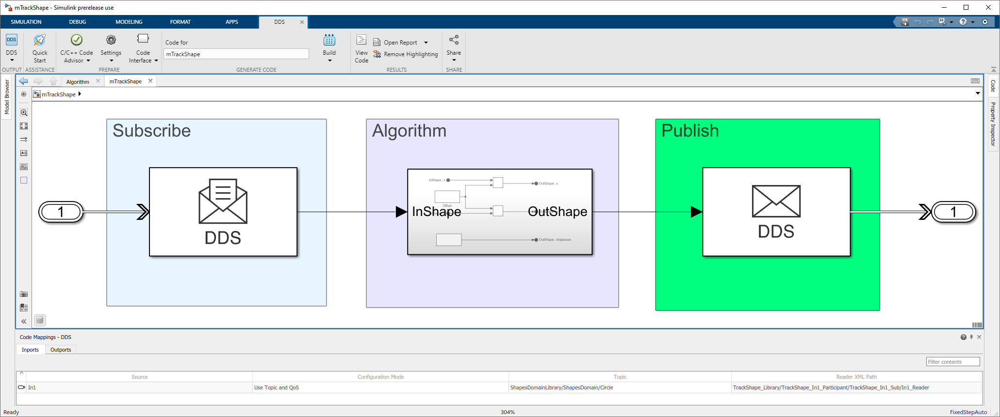 mTrackShape - Simulink prerelease use
SIMULATION DEBUG MODELING FORMAT APPS DDS
DDS
DDS
Quick Start
C/C++ Code Advisor
Settings
Code Interface
Code for
mTrackShape
Build
View Code
Open Report
Remove Highlighting
Share
OUTPUT ASSISTANCE PREPARE GENERATE CODE RESULTS SHARE
Model Browser
Algorithm mTrackShape
mTrackShape
Code
Property Inspector
Subscribe Algorithm Publish
InShape . x
OutShape . x
Offset
1 DDS InShape OutShape DDS 1
OutShape . shapesize
Code Mappings - DDS
Inports Outports
Filter contents
Source Configuration Mode Topic Reader XML Path
In1 Use Topic and QoS ShapesDomainLibrary/ShapesDomain/Circle TrackShape_Library/TrackShape_In1_Participant/TrackShape_In1_Sub/In1_Reader
Ready 304% FixedStepAuto